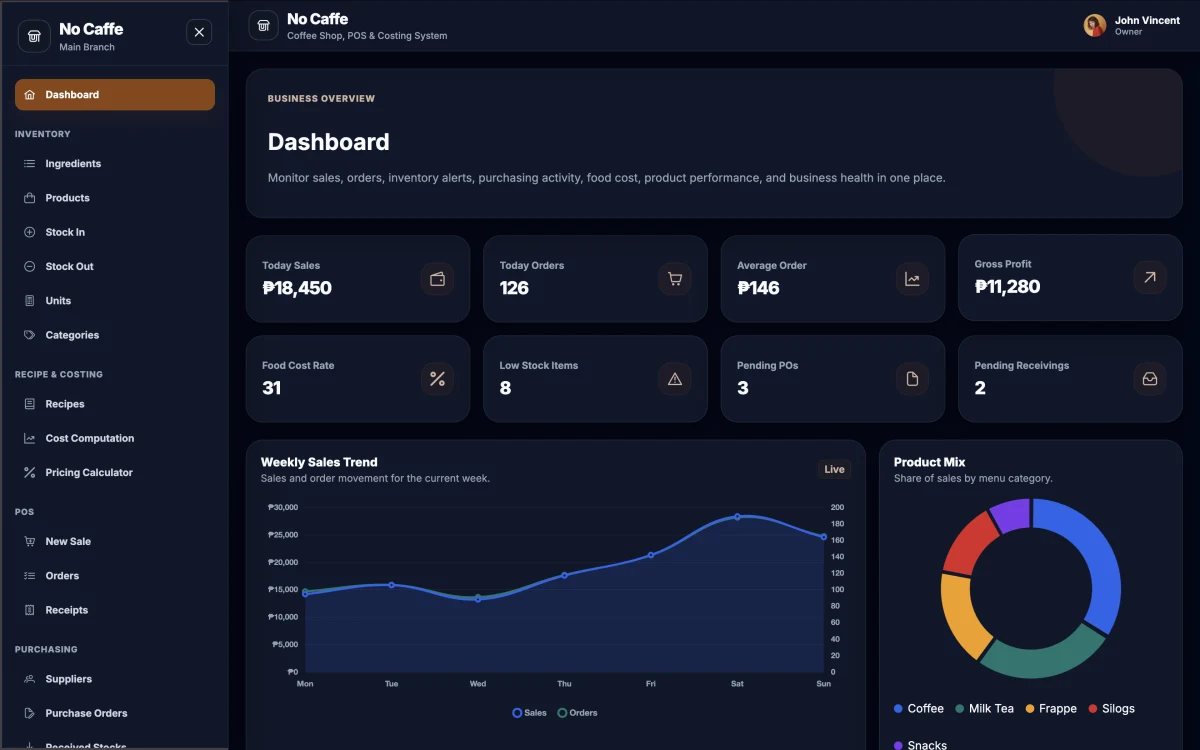 No Caffe
Main Branch
Dashboard
INVENTORY
Ingredients
Products
Stock In
Stock Out
Units
Categories
RECIPE & COSTING
Recipes
Cost Computation
Pricing Calculator
POS
New Sale
Orders
Receipts
PURCHASING
Suppliers
Purchase Orders
Received Stocks
No Caffe
Coffee Shop, POS & Costing System
John Vincent
Owner
BUSINESS OVERVIEW
Dashboard
Monitor sales, orders, inventory alerts, purchasing activity, food cost, product performance, and business health in one place.
Today Sales
₱18,450
Today Orders
126
Average Order
₱146
Gross Profit
₱11,280
Food Cost Rate
31
Low Stock Items
8
Pending POs
3
Pending Receivings
2
Weekly Sales Trend
Sales and order movement for the current week.
Live
₱30,000
₱25,000
₱20,000
₱15,000
₱10,000
₱5,000
₱0
200
180
160
140
120
100
80
60
40
20
0
Mon Tue Wed Thu Fri Sat Sun
Sales Orders
Product Mix
Share of sales by menu category.
Coffee Milk Tea Frappe Silogs
Snacks